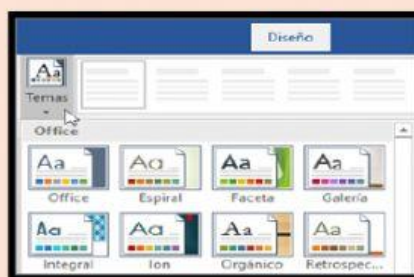 Diseño
Aa
Temas
Office
Aa Aa Aa Aa
Office Espiral Faceta Galería
Aa Aa Aa Aa
Integral Ion Orgánico Retrospec...